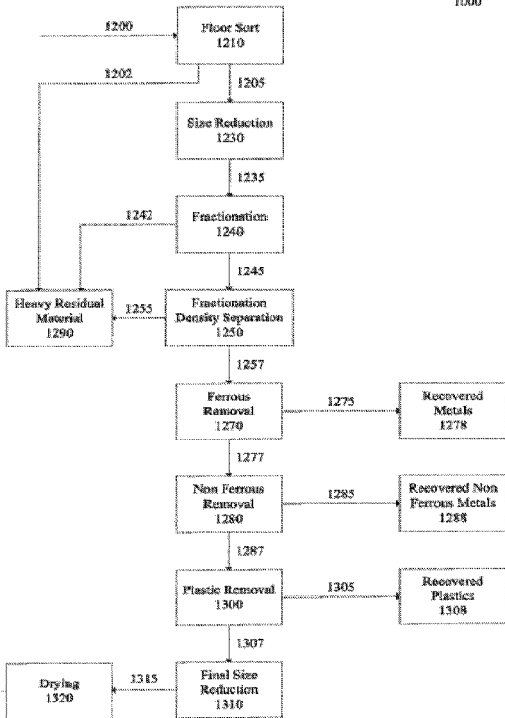 1000
1200
Floor Sort
1210
1202
1205
Size Reduction
1230
1235
1242
Fractionation
1240
1245
Heavy Residual
Material
1290
1255
Fractionation
Density Separation
1250
1257
Ferrous
Removal
1270
1275
Recovered
Metals
1278
1277
Non Ferrous
Removal
1280
1285
Recovered Non
Ferrous Metals
1288
1287
Plastic Removal
1300
1305
Recovered
Plastics
1308
1307
Drying
1320
1315
Final Size
Reduction
1310